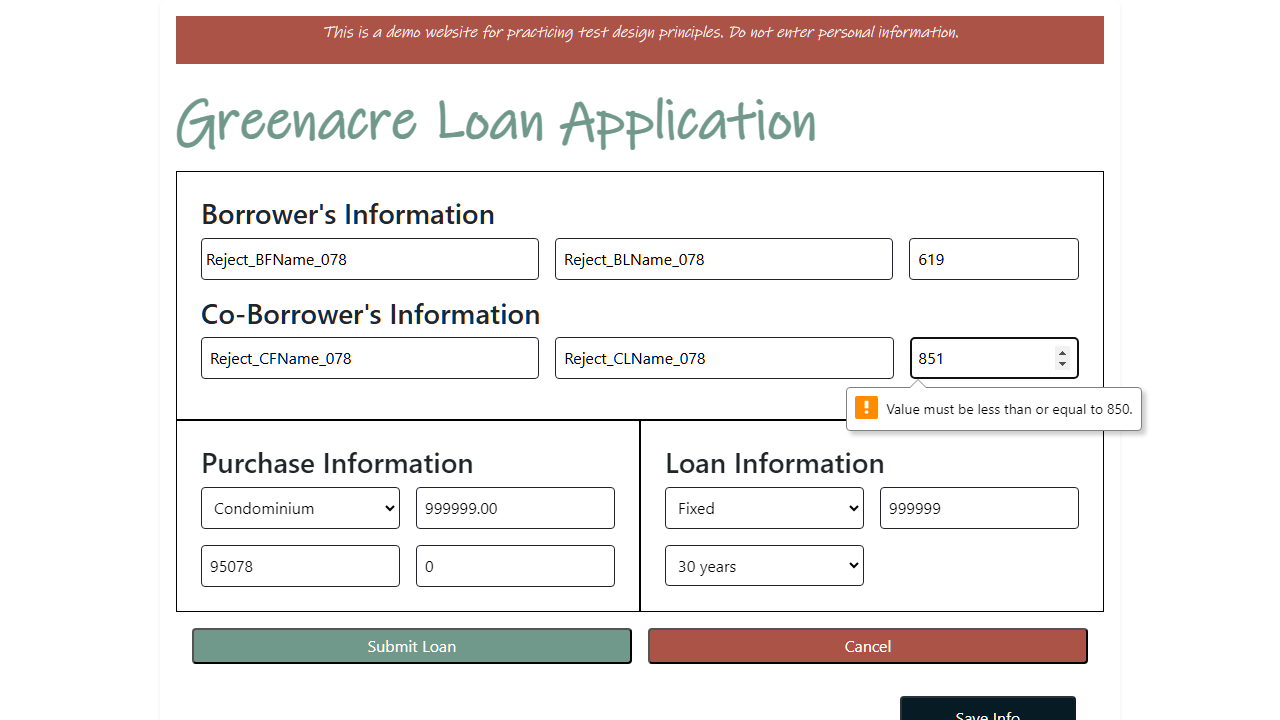 This is a demo website for practicing test design principles. Do not enter personal information.
Greenacre Loan Application
Borrower's Information
Reject_BFName_078
Reject_BLName_078
619
Co-Borrower's Information
Reject_CFName_078
Reject_CLName_078
851
Value must be less than or equal to 850.
Purchase Information
Condominium
999999.00
95078
0
Loan Information
Fixed
999999
30 years
Submit Loan
Cancel
Save Info